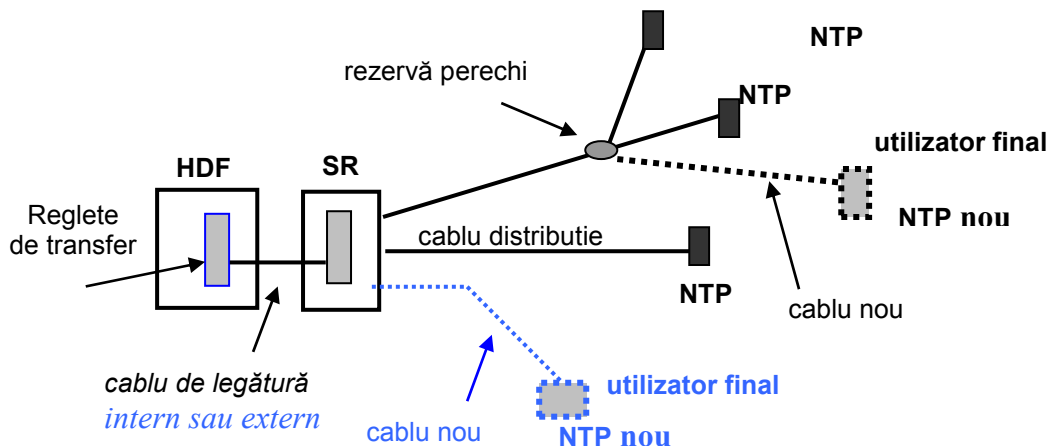 NTP
rezervă perechi
NTP
utilizator final
HDF
SR
Reglete
de transfer
NTP nou
cablu distributie
NTP
cablu nou
cablu de legătură
intern sau extern
utilizator final
cablu nou
NTP nou